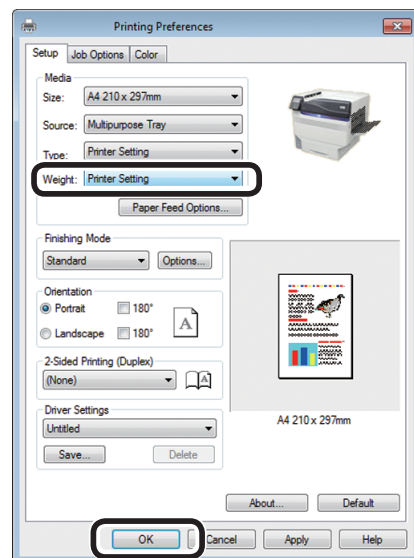 Printing Preferences
Setup Job Options Color
Media
Size: A4 210 x 297mm
Source: Multipurpose Tray
Type: Printer Setting
Weight: Printer Setting
Paper Feed Options...
Finishing Mode
Standard Options...
Orientation
Portrait 180°
Landscape 180°
A
2-Sided Printing (Duplex)
(None) A
Driver Settings
Untitled
Save... Delete
A4 210 x 297mm
About... Default
OK Cancel Apply Help